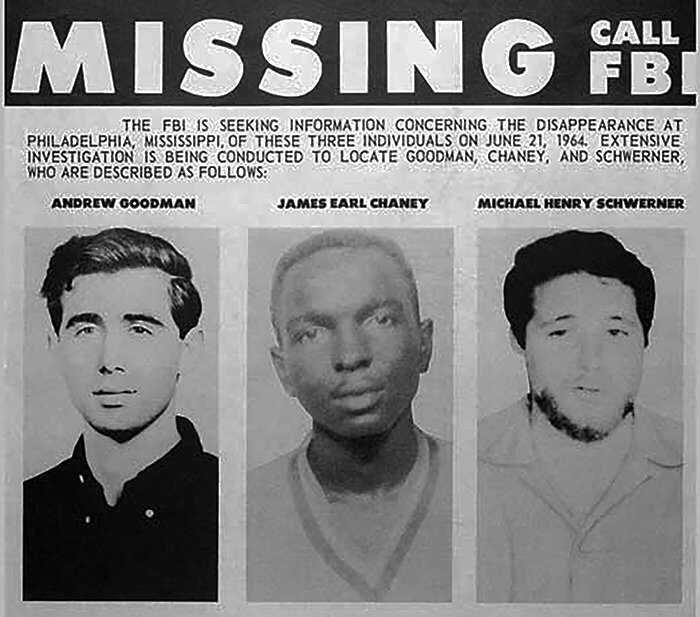 MISSING CALL
FBI
THE FBI IS SEEKING INFORMATION CONCERNING THE DISAPPEARANCE AT
PHILADELPHIA, MISSISSIPPI, OF THESE THREE INDIVIDUALS ON JUNE 21, 1964. EXTENSIVE
INVESTIGATION IS BEING CONDUCTED TO LOCATE GOODMAN, CHANEY, AND SCHWERNER,
WHO ARE DESCRIBED AS FOLLOWS:
ANDREW GOODMAN JAMES EARL CHANEY MICHAEL HENRY SCHWERNER